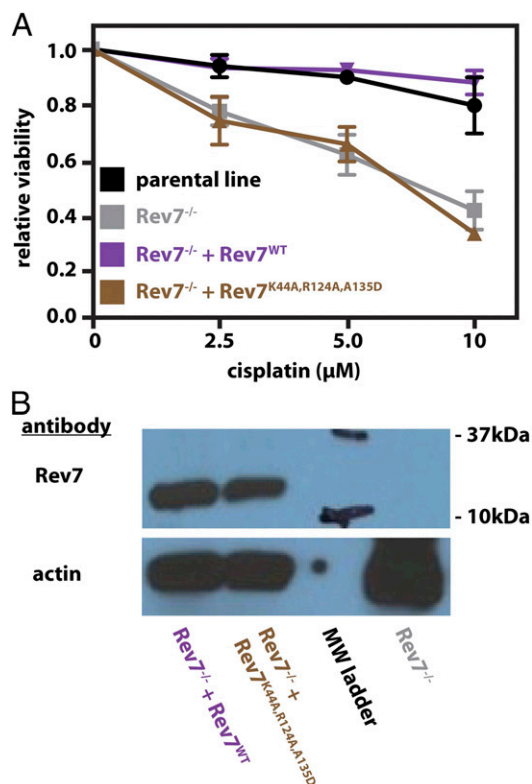 A
relative viability
1.0
0.8
0.6
0.4
0.2
0.0
parental line
Rev7-/-
Rev7-/- + Rev7WT
Rev7-/- + Rev7K44A,R124A,A135D
0
2.5
5.0
10
cisplatin (μM)
B
antibody
Rev7
- 37kDa
- 10kDa
actin
Rev7-/- + Rev7WT
Rev7-/- +
Rev7K44A,R124A,A135D
MW ladder
Rev7-/-